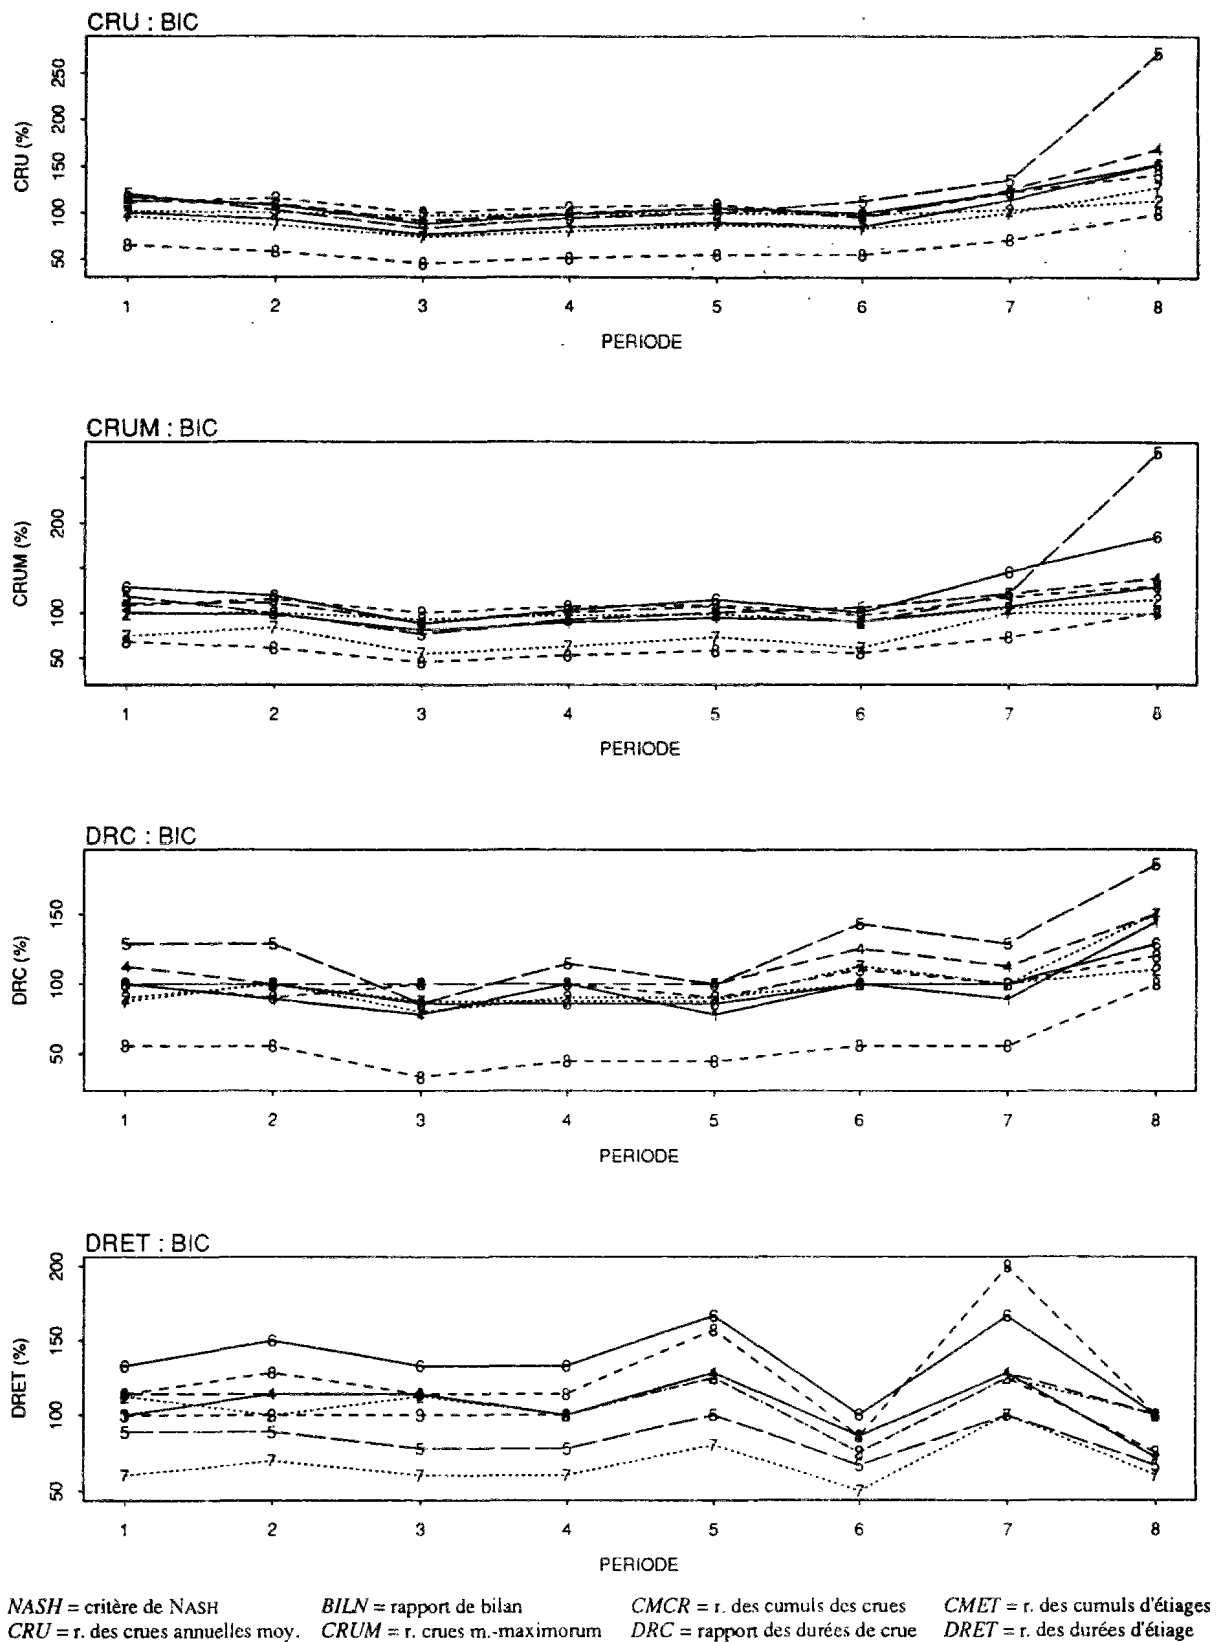 CRU : BIC
250
200
150
100
50
CRU (%)
1 2 3 4 5 6 7 8
PERIODE
CRUM : BIC
200
100
50
CRUM (%)
1 2 3 4 5 6 7 8
PERIODE
DRC : BIC
150
100
50
DRC (%)
1 2 3 4 5 6 7 8
PERIODE
DRET : BIC
200
150
100
50
DRET (%)
1 2 3 4 5 6 7 8
PERIODE
NASH = critère de NASH BILN = rapport de bilan CMCR = r. des cumuls des crues CMET = r. des cumuls d'étiages
CRU = r. des crues annuelles moy. CRUM = r. crues m.-maximorum DRC = rapport des durées de crue DRET = r. des durées d'étiage